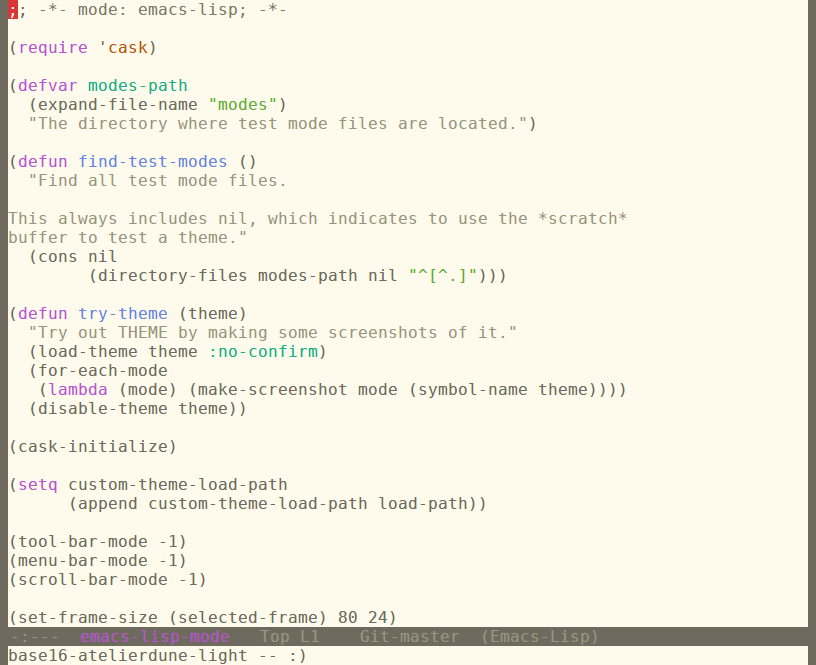 ;; -*- mode: emacs-lisp; -*-

(require 'cask)

(defvar modes-path
  (expand-file-name "modes")
  "The directory where test mode files are located.")

(defun find-test-modes ()
  "Find all test mode files.

This always includes nil, which indicates to use the *scratch*
buffer to test a theme."
  (cons nil
        (directory-files modes-path nil "^[^.]")))

(defun try-theme (theme)
  "Try out THEME by making some screenshots of it."
  (load-theme theme :no-confirm)
  (for-each-mode
   (lambda (mode) (make-screenshot mode (symbol-name theme))))
  (disable-theme theme))

(cask-initialize)

(setq custom-theme-load-path
      (append custom-theme-load-path load-path))

(tool-bar-mode -1)
(menu-bar-mode -1)
(scroll-bar-mode -1)

(set-frame-size (selected-frame) 80 24)
-:---  emacs-lisp-mode   Top L1    Git-master  (Emacs-Lisp)
base16-atelierdune-light -- :)